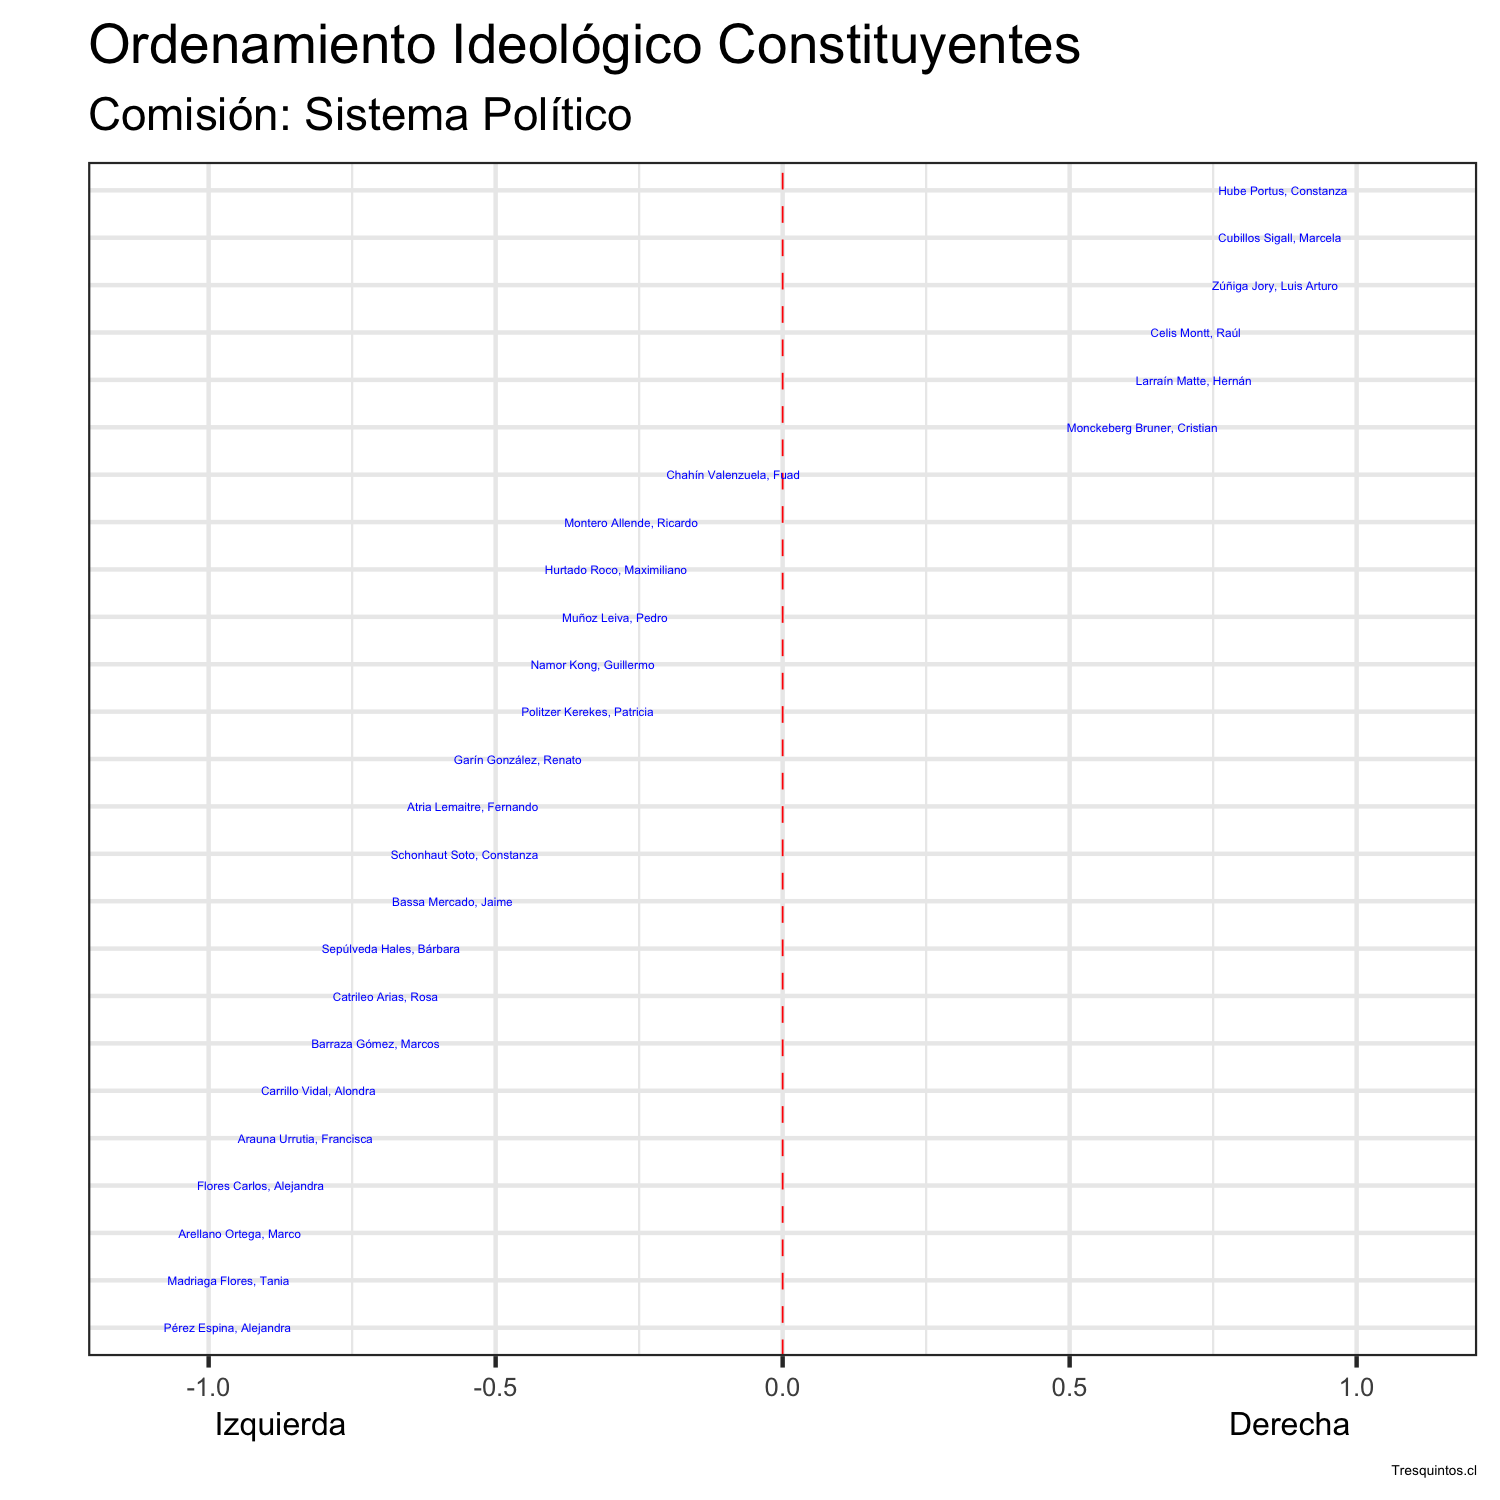 Ordenamiento Ideológico Constituyentes
Comisión: Sistema Político
Hube Portus, Constanza
Cubillos Sigall, Marcela
Zúñiga Jory, Luis Arturo
Celis Montt, Raúl
Larraín Matte, Hernán
Monckeberg Bruner, Cristian
Chahín Valenzuela, Fuad
Montero Allende, Ricardo
Hurtado Roco, Maximiliano
Muñoz Leiva, Pedro
Namor Kong, Guillermo
Politzer Kerekes, Patricia
Garín González, Renato
Atria Lemaitre, Fernando
Schonhaut Soto, Constanza
Bassa Mercado, Jaime
Sepúlveda Hales, Bárbara
Catrileo Arias, Rosa
Barraza Gómez, Marcos
Carrillo Vidal, Alondra
Arauna Urrutia, Francisca
Flores Carlos, Alejandra
Arellano Ortega, Marco
Madriaga Flores, Tania
Pérez Espina, Alejandra
-1.0 -0.5 0.0 0.5 1.0
Izquierda Derecha
Tresquintos.cl